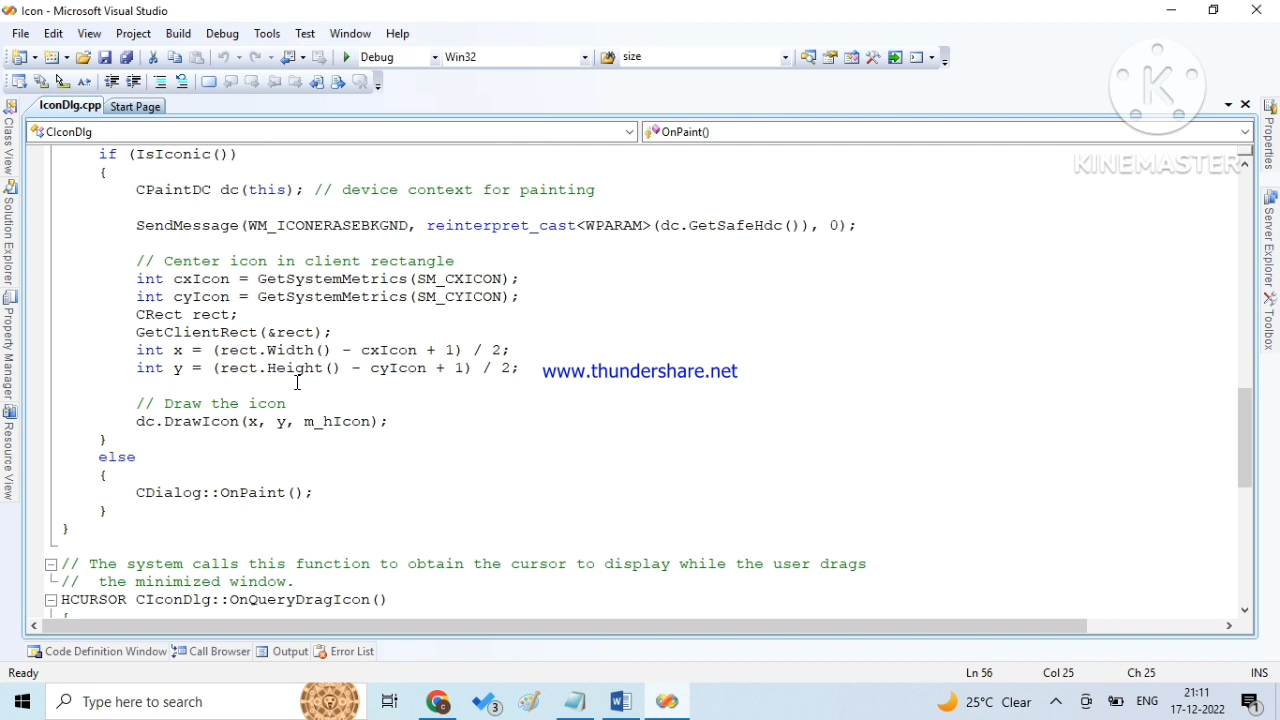 Icon - Microsoft Visual Studio
File Edit View Project Build Debug Tools Test Window Help
Debug Win32 size
IconDlg.cpp Start Page
CIconDlg OnPaint()
K
KINEMASTER
Class View
Solution Explorer
Property Manager
Resource View
Properties
Server Explorer
Toolbox
if (IsIconic())
{
CPaintDC dc(this); // device context for painting
SendMessage(WM_ICONERASEBKGND, reinterpret_cast<WPARAM>(dc.GetSafeHdc()), 0);
// Center icon in client rectangle
int cxIcon = GetSystemMetrics(SM_CXICON);
int cyIcon = GetSystemMetrics(SM_CYICON);
CRect rect;
GetClientRect(&rect);
int x = (rect.Width() - cxIcon + 1) / 2;
int y = (rect.Height() - cyIcon + 1) / 2;
www.thundershare.net
// Draw the icon
dc.DrawIcon(x, y, m_hIcon);
}
else
{
CDialog::OnPaint();
}
}
// The system calls this function to obtain the cursor to display while the user drags
// the minimized window.
HCURSOR CIconDlg::OnQueryDragIcon()
{
Code Definition Window Call Browser Output Error List
Ready Ln 56 Col 25 Ch 25 INS
Type here to search 3 25°C Clear ENG 21:11
17-12-2022 1